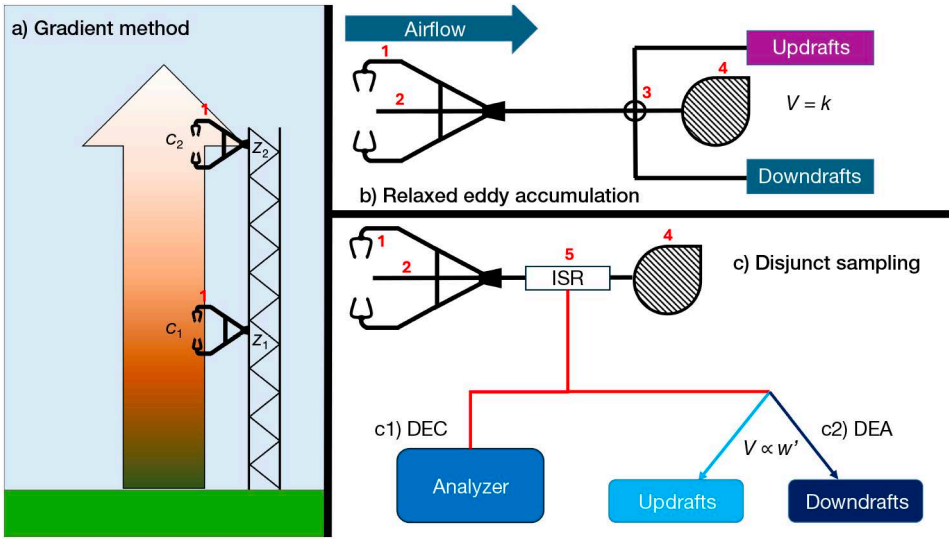 a) Gradient method
1
c2
z2
1
c1
z1
Airflow
1
2
3
4
Updrafts
V = k
Downdrafts
b) Relaxed eddy accumulation
1
2
5
ISR
4
c) Disjunct sampling
c1) DEC
Analyzer
c2) DEA
V ∝ w’
Updrafts
Downdrafts